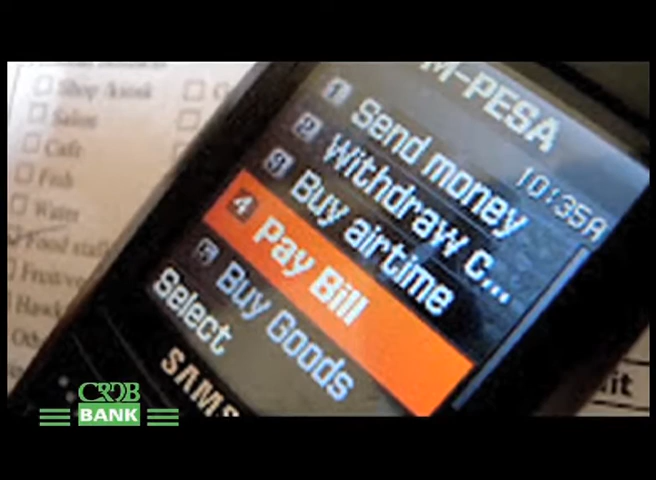 M-PESA
10:35A
1 Send money
2 Withdraw C...
3 Buy airtime
4 Pay Bill
5 Buy Goods
Select
SAMS
Shop/kiosk
Salon
Cafe
Fish
Water
Food stall
CRDB
BANK